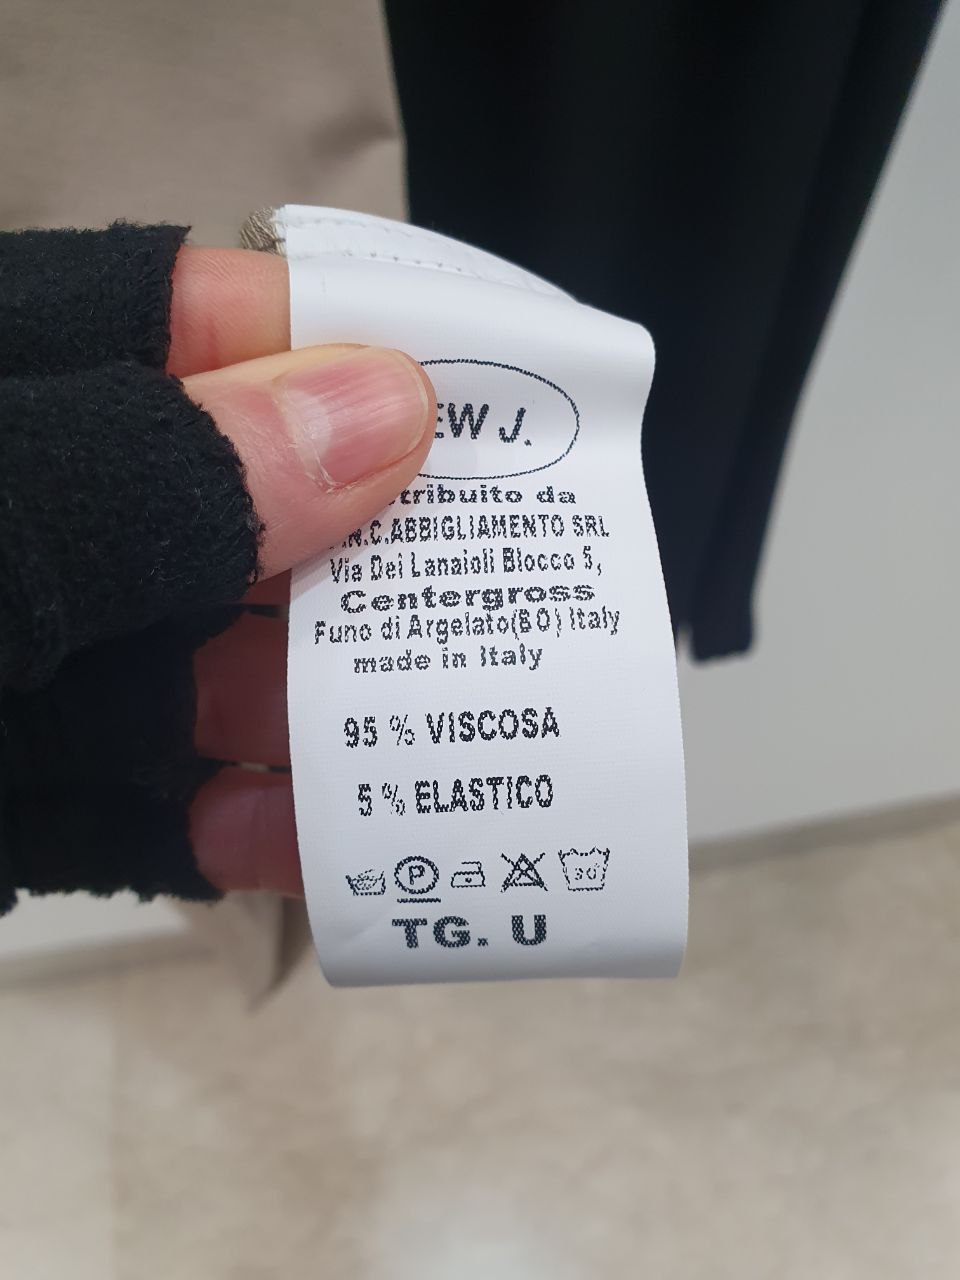 EW J.
tribuito da
.N.C.ABBIGLIAMENTO SRL
Via Dei Lanaioli Blocco 5,
Centergross
Funo di Argelato(BO) Italy
made in Italy
95 % VISCOSA
5 % ELASTICO
P 30°
TG. U